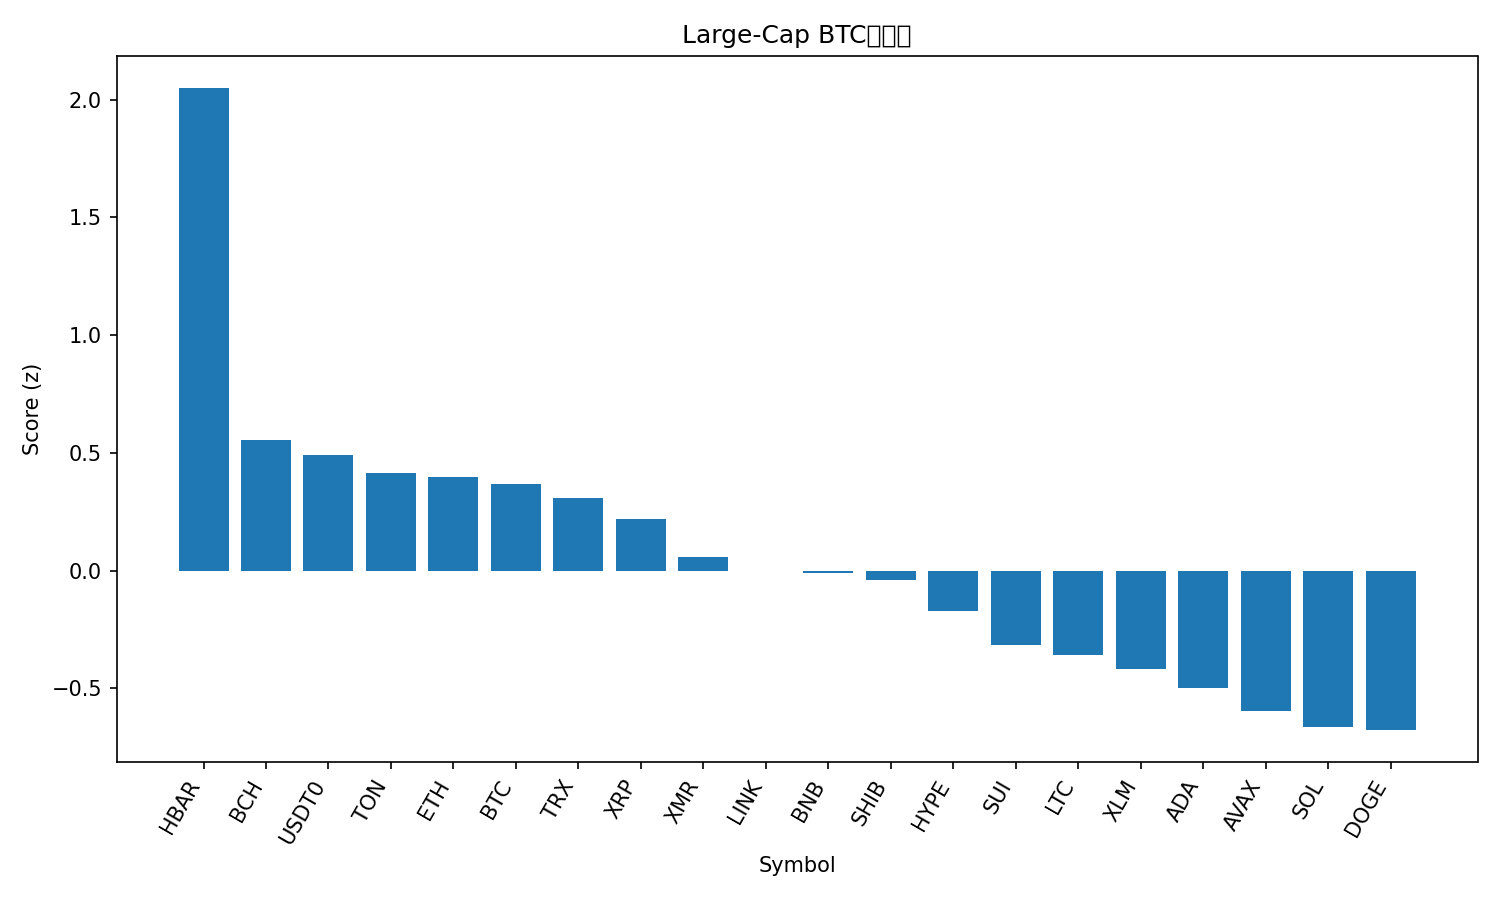 Large-Cap BTC
2.0
1.5
1.0
0.5
0.0
−0.5
Score (z)
HBAR
BCH
USDT0
TON
ETH
BTC
TRX
XRP
XMR
LINK
BNB
SHIB
HYPE
SUI
LTC
XLM
ADA
AVAX
SOL
DOGE
Symbol